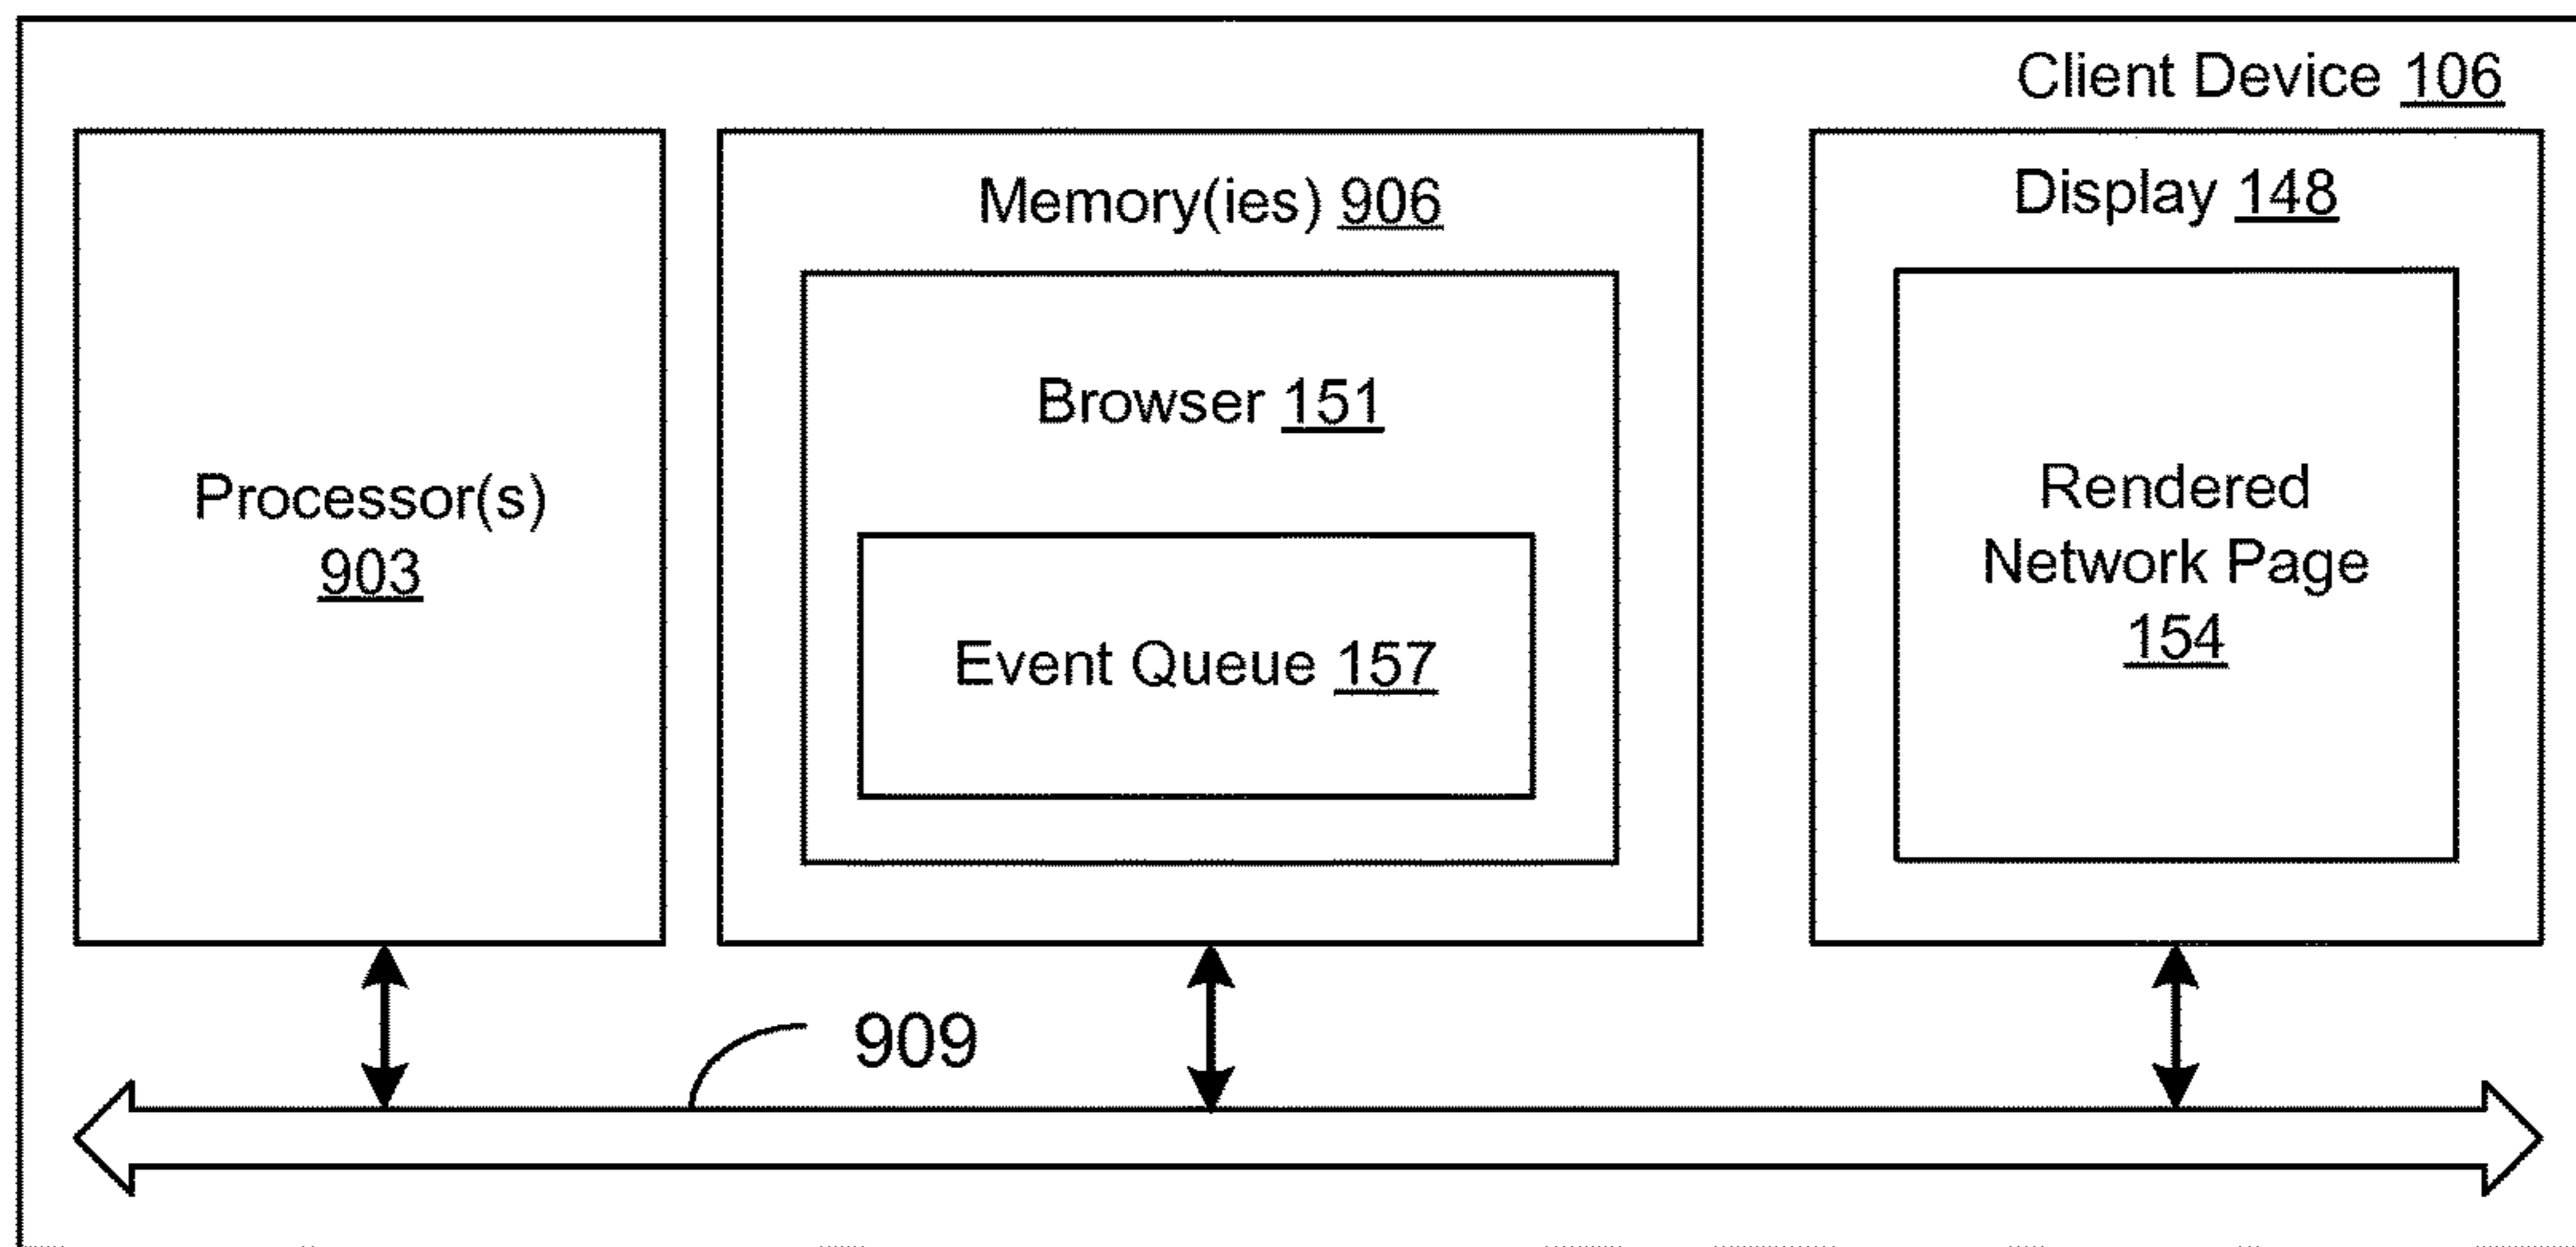 Client Device 106
Processor(s)
903
Memory(ies) 906
Browser 151
Event Queue 157
Display 148
Rendered
Network Page
154
909